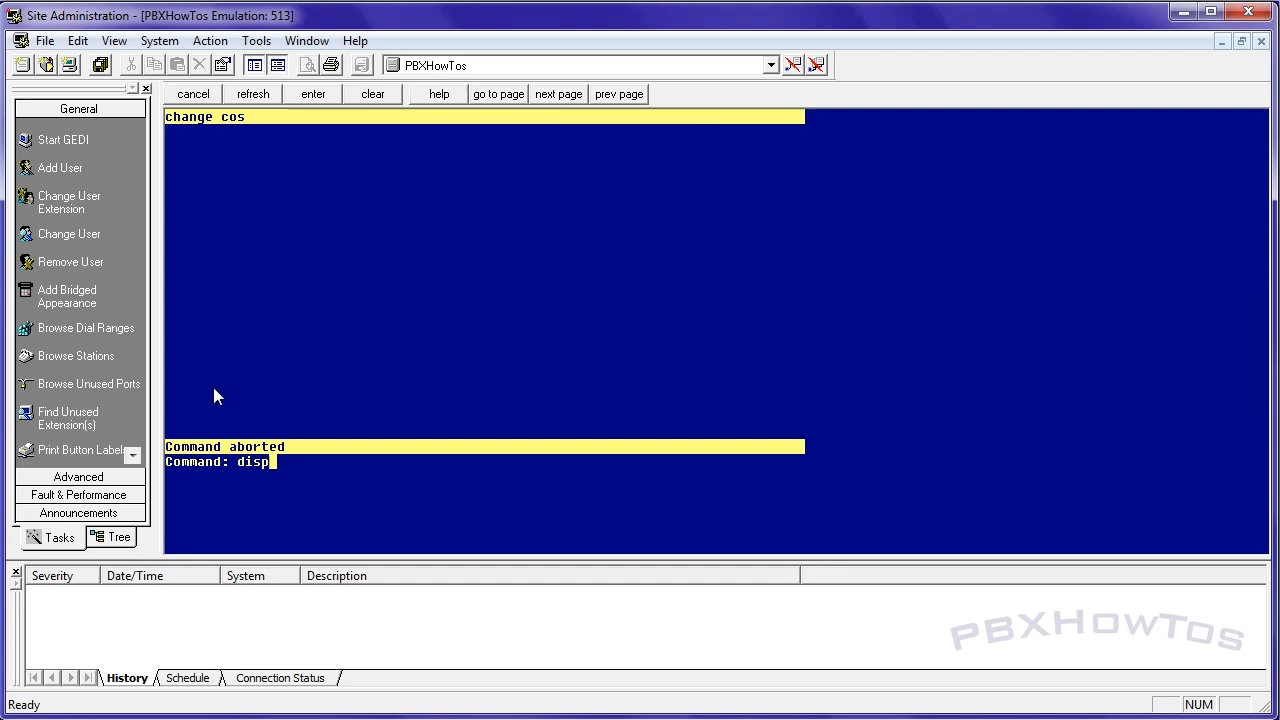 Site Administration - [PBXHowTos Emulation: 513]
File Edit View System Action Tools Window Help
PBXHowTos
cancel refresh enter clear help go to page next page prev page
General
Start GEDI
Add User
Change User
Extension
Change User
Remove User
Add Bridged
Appearance
Browse Dial Ranges
Browse Stations
Browse Unused Ports
Find Unused
Extension(s)
Print Button Labels
Advanced
Fault & Performance
Announcements
Tasks Tree
change cos
Command aborted
Command: disp
Severity Date/Time System Description
PBXHowTos
History Schedule Connection Status
Ready NUM